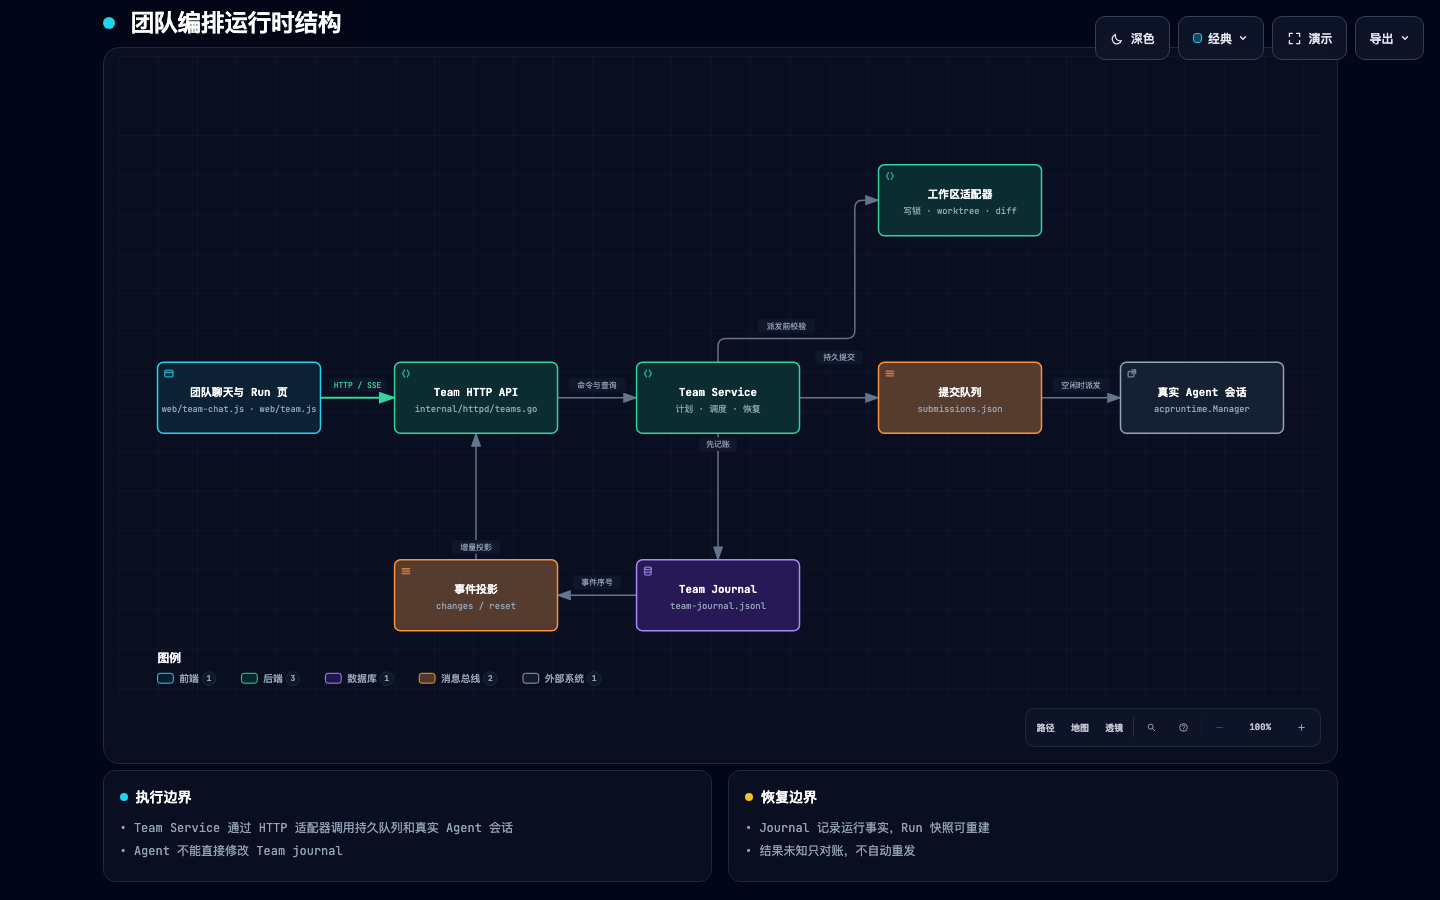 团队编排运行时结构
深色
经典
演示
导出
工作区适配器
写锁 · worktree · diff
派发前校验
持久提交
团队聊天与 Run 页
web/team-chat.js · web/team.js
HTTP / SSE
Team HTTP API
internal/httpd/teams.go
命令与查询
Team Service
计划 · 调度 · 恢复
提交队列
submissions.json
空闲时派发
真实 Agent 会话
acpruntime.Manager
先记账
增量投影
事件投影
changes / reset
事件序号
Team Journal
team-journal.jsonl
图例
前端 1
后端 3
数据库 1
消息总线 2
外部系统 1
路径
地图
透镜
100%
执行边界
• Team Service 通过 HTTP 适配器调用持久队列和真实 Agent 会话
• Agent 不能直接修改 Team journal
恢复边界
• Journal 记录运行事实，Run 快照可重建
• 结果未知只对账，不自动重发